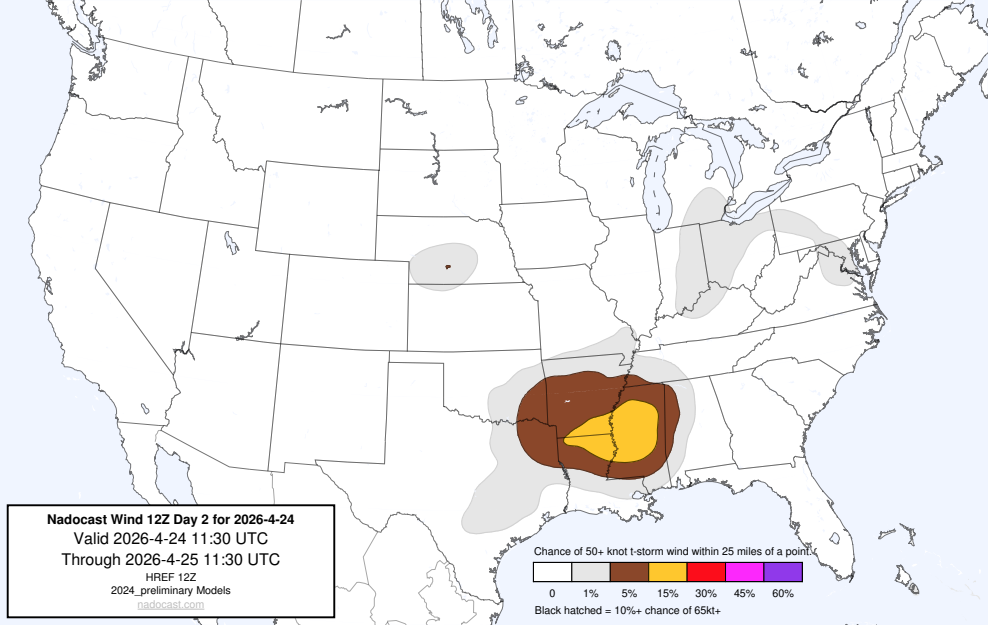 Nadocast Wind 12Z Day 2 for 2026-4-24
Valid 2026-4-24 11:30 UTC
Through 2026-4-25 11:30 UTC
HREF 12Z
2024_preliminary Models
nadocast.com
Chance of 50+ knot t-storm wind within 25 miles of a point.
0 1% 5% 15% 30% 45% 60%
Black hatched = 10%+ chance of 65kt+